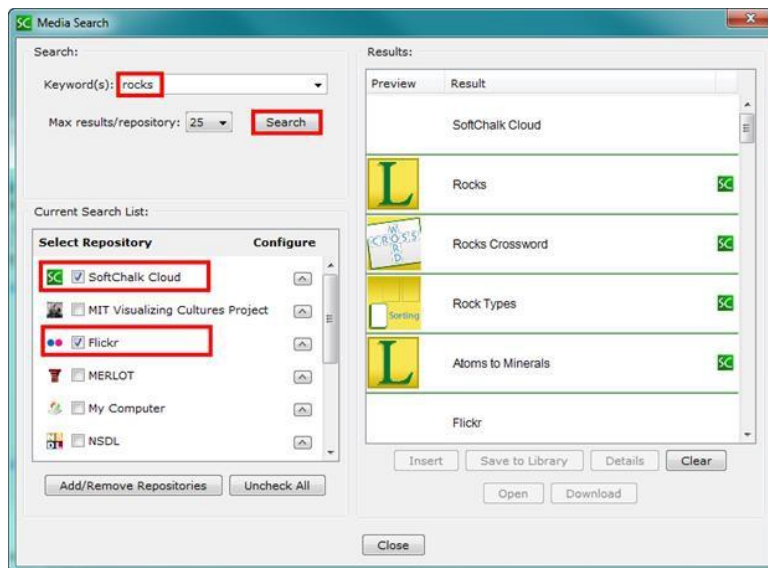 SC Media Search
Search:
Keyword(s): rocks
Max results/repository: 25 Search
Current Search List:
Select Repository Configure
SC SoftChalk Cloud
MIT Visualizing Cultures Project
Flickr
MERLOT
My Computer
NSDL
Add/Remove Repositories Uncheck All
Results:
Preview Result
SoftChalk Cloud
L Rocks SC
CROSS WORD Rocks Crossword SC
Sorting Rock Types SC
L Atoms to Minerals SC
Flickr
Insert Save to Library Details Clear
Open Download
Close